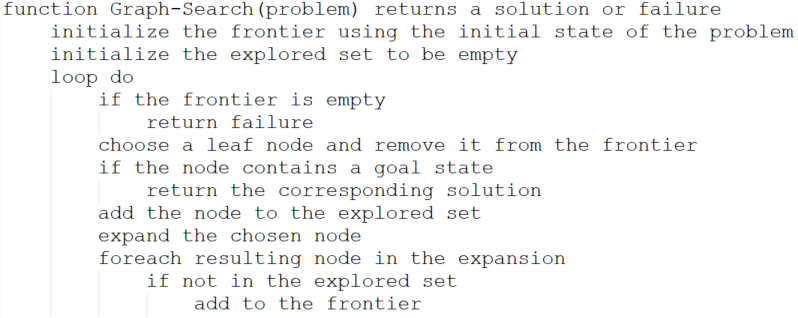 function Graph-Search(problem) returns a solution or failure
    initialize the frontier using the initial state of the problem
    initialize the explored set to be empty
    loop do
        if the frontier is empty
            return failure
        choose a leaf node and remove it from the frontier
        if the node contains a goal state
            return the corresponding solution
        add the node to the explored set
        expand the chosen node
        foreach resulting node in the expansion
            if not in the explored set
                add to the frontier